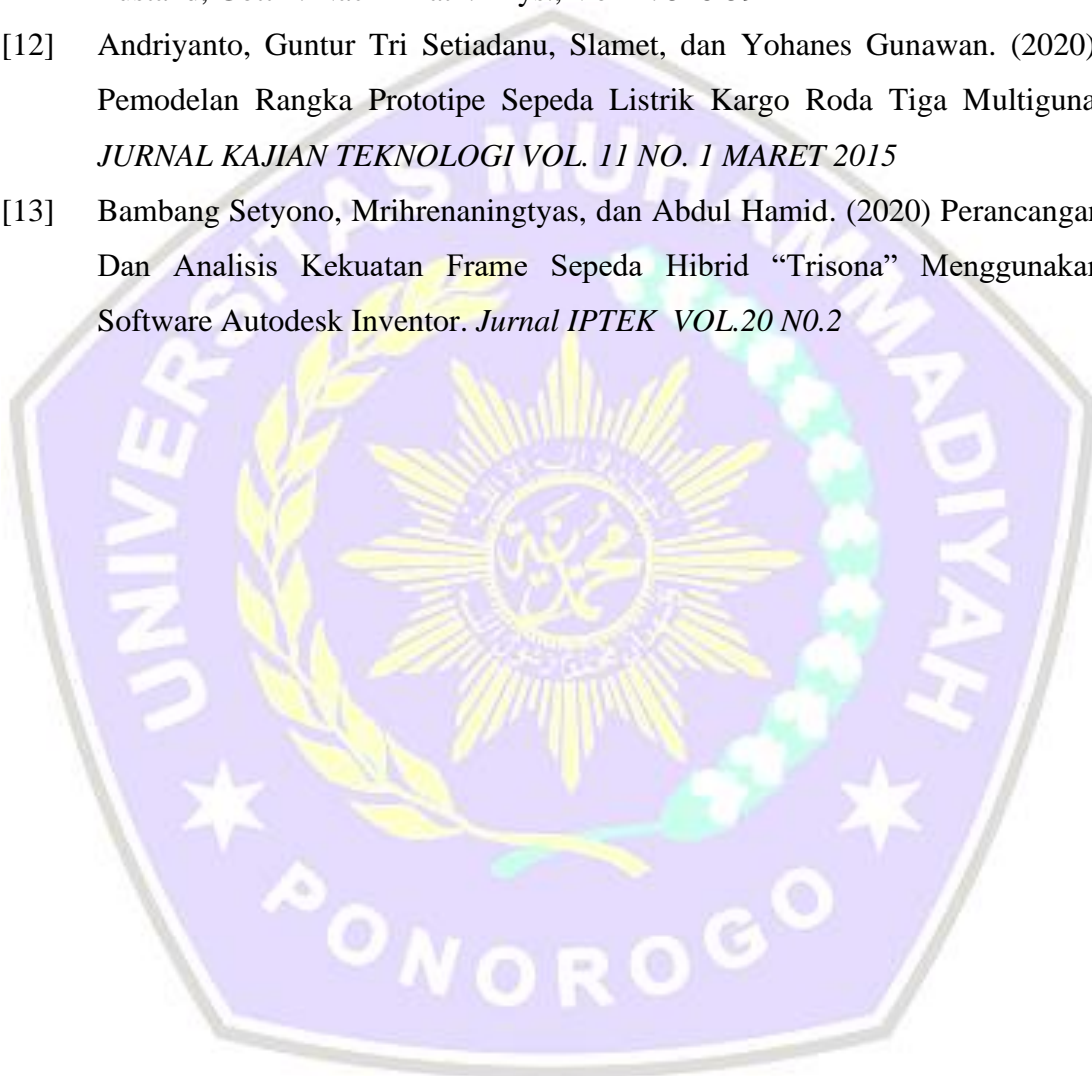 [12] Andriyanto, Guntur Tri Setiadanu, Slamet, dan Yohanes Gunawan. (2020)
Pemodelan Rangka Prototipe Sepeda Listrik Kargo Roda Tiga Multiguna
JURNAL KAJIAN TEKNOLOGI VOL. 11 NO. 1 MARET 2015
[13] Bambang Setyono, Mrihrenaningtyas, dan Abdul Hamid. (2020) Perancangan
Dan Analisis Kekuatan Frame Sepeda Hibrid “Trisona” Menggunakan
Software Autodesk Inventor. Jurnal IPTEK VOL.20 N0.2
UNIVERSITAS MUHAMMADIYAH
PONOROGO
محمدية